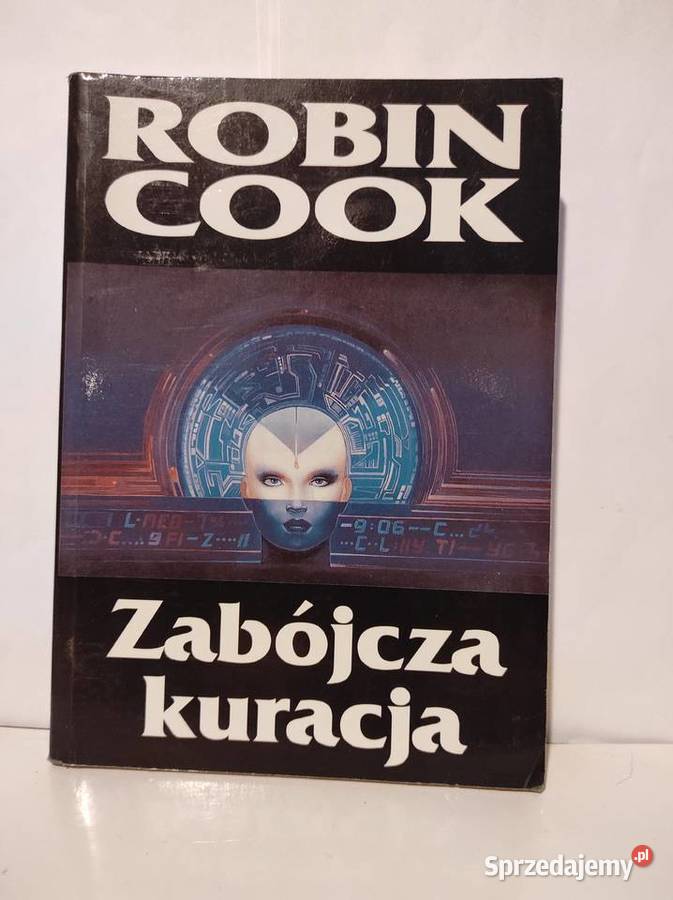 ROBIN
COOK
Zabójcza
kuracja
Sprzedajemy.pl